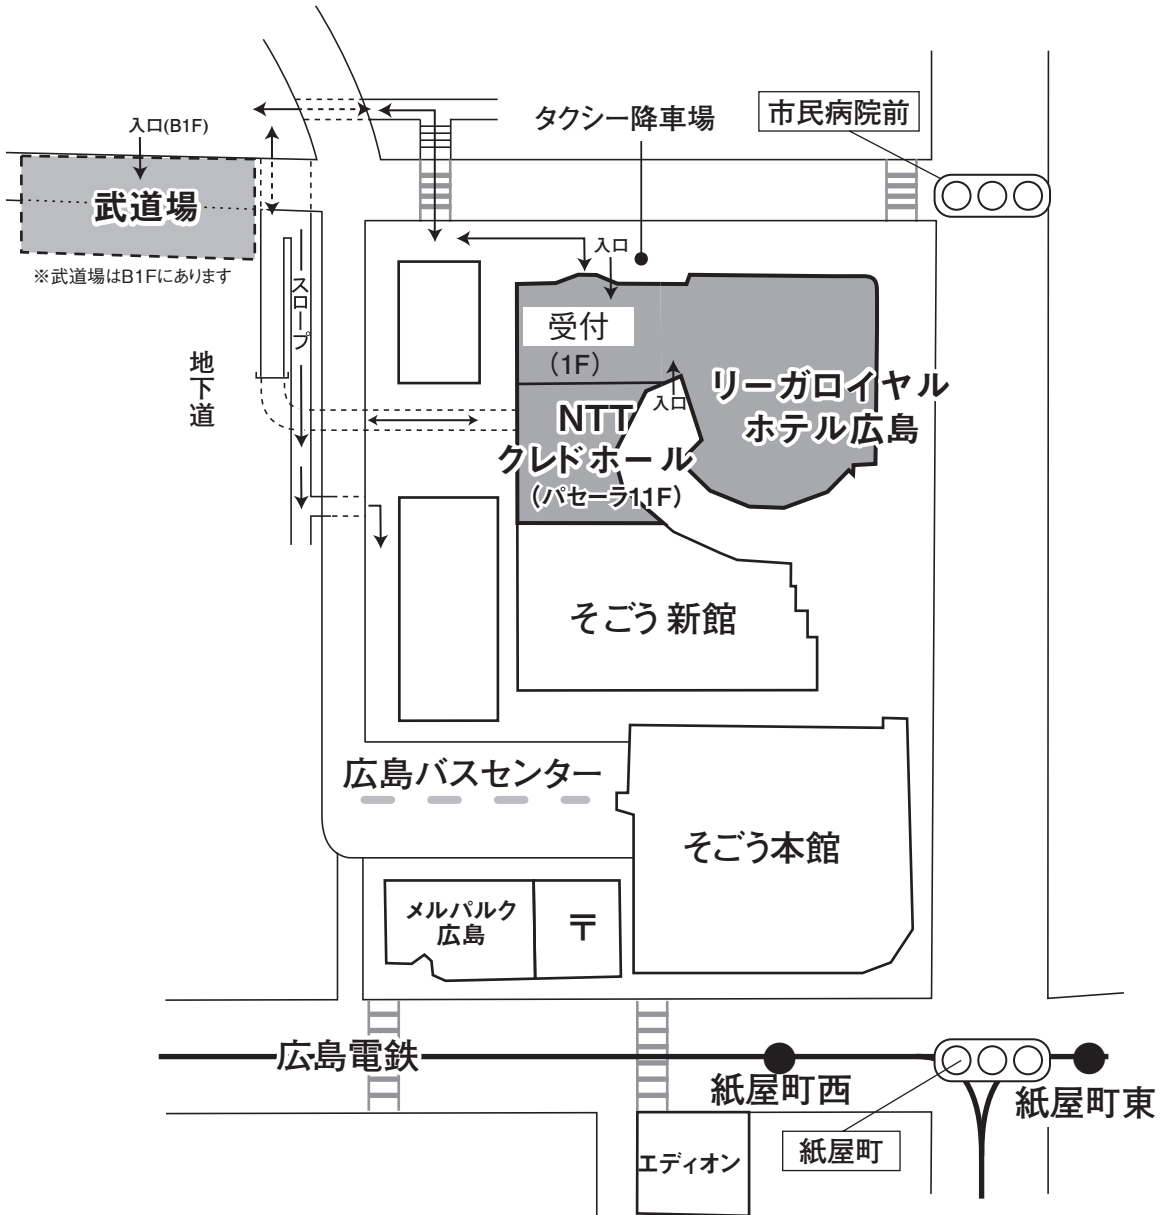 タクシー降車場
市民病院前
入口(B1F)
武道場
※武道場はB1Fにあります
スロープ
地下道
入口
受付
(1F)
入口
リーガロイヤル
ホテル広島
NTT
クレドホール
(パセーラ11F)
そごう新館
広島バスセンター
そごう本館
メルパルク
広島
〒
広島電鉄
紙屋町西
紙屋町東
紙屋町
エディオン